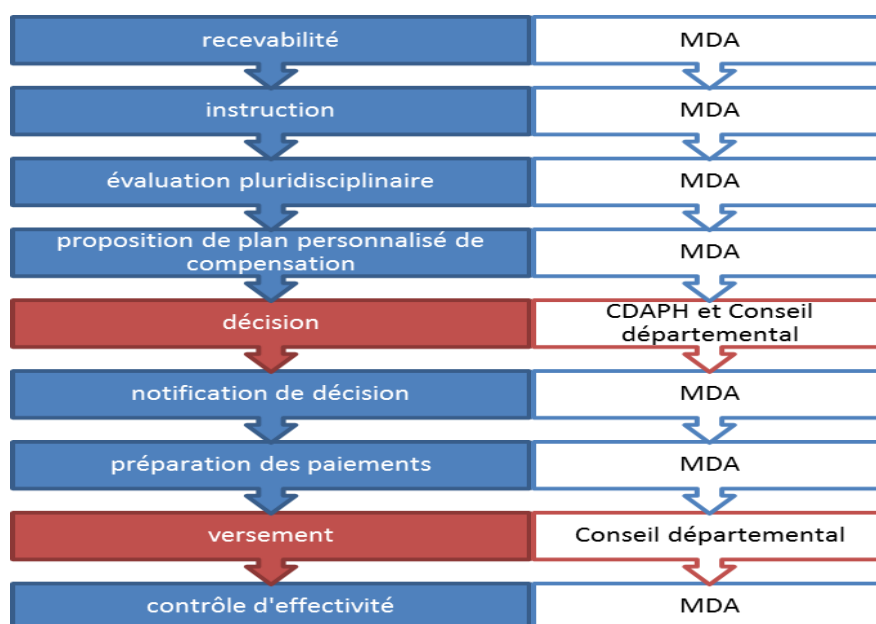 recevabilité
MDA
instruction
MDA
évaluation pluridisciplinaire
MDA
proposition de plan personnalisé de
compensation
MDA
décision
CDAPH et Conseil
départemental
notification de décision
MDA
préparation des paiements
MDA
versement
Conseil départemental
contrôle d'effectivité
MDA